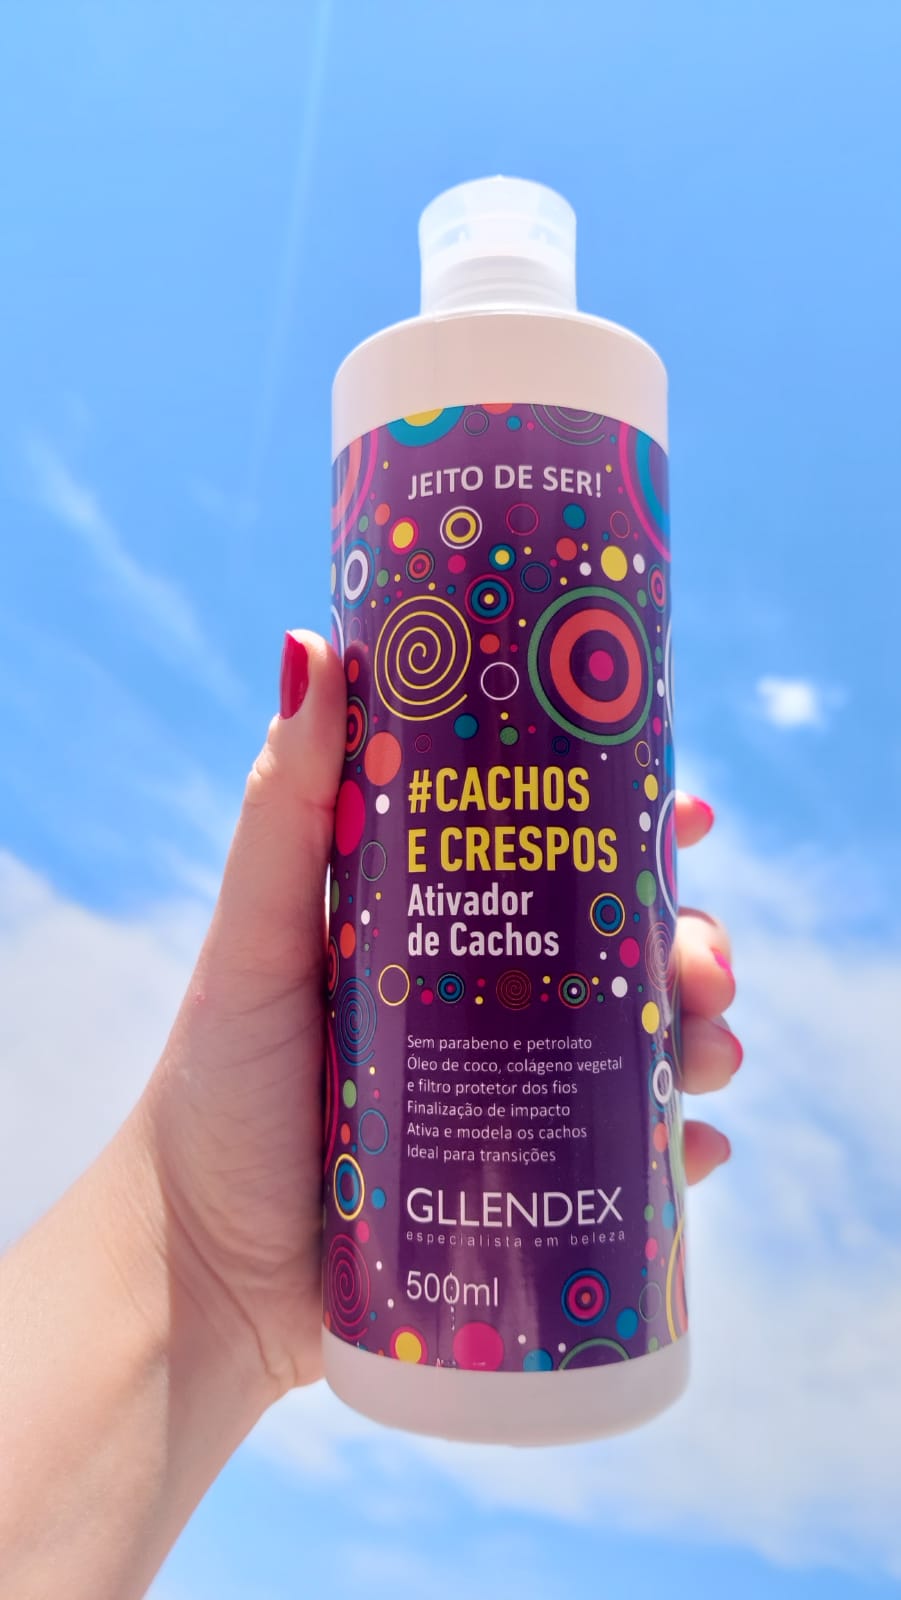 JEITO DE SER!
#CACHOS
E CRESPOS
Ativador
de Cachos
Sem parabeno e petrolato
Óleo de coco, colágeno vegetal
e filtro protetor dos fios
Finalização de impacto
Ativa e modela os cachos
Ideal para transições
GLLENDEX
especialista em beleza
500ml